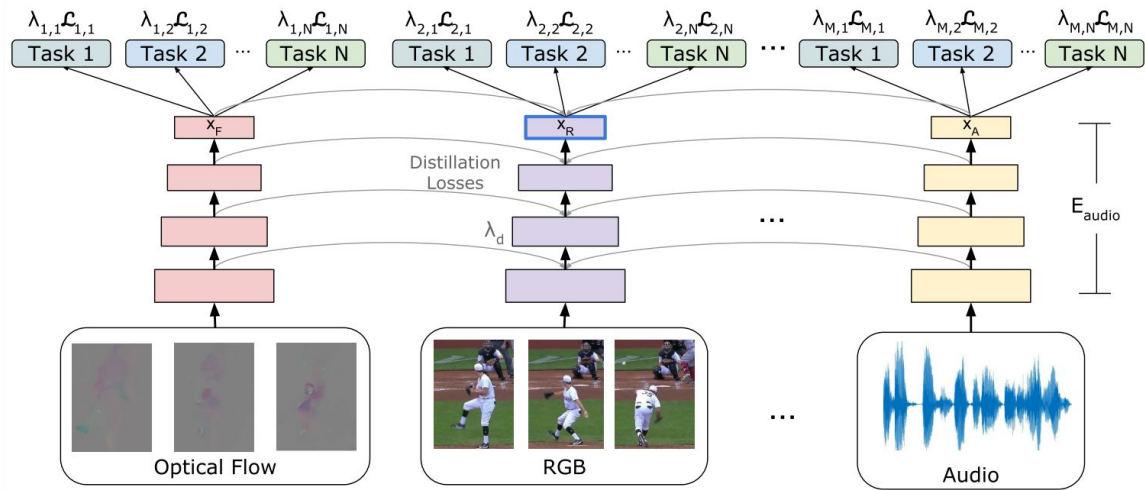 λ1,1ℒ1,1 λ1,2ℒ1,2 λ1,Nℒ1,N λ2,1ℒ2,1 λ2,2ℒ2,2 λ2,Nℒ2,N λM,1ℒM,1 λM,2ℒM,2 λM,NℒM,N
Task 1 Task 2 ... Task N Task 1 Task 2 ... Task N ... Task 1 Task 2 ... Task N
xF xR xA
Distillation
Losses
λd
...
Eaudio
Optical Flow RGB ... Audio